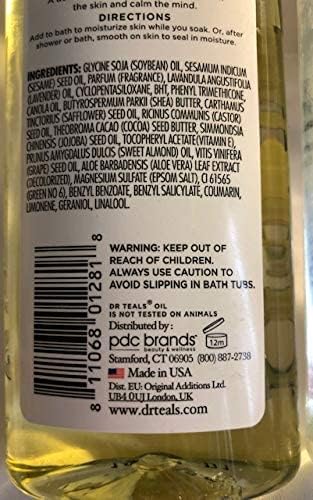 the skin and calm the mind.
DIRECTIONS
Add to bath to moisturize skin while you soak. Or, after
shower or bath, smooth on skin to seal in moisture.
INGREDIENTS: GLYCINE SOJA (SOYBEAN) OIL, SESAMUM INDICUM
(SESAME) SEED OIL, PARFUM (FRAGRANCE), LAVANDULA ANGUSTIFOLIA
(LAVENDER) OIL, CYCLOPENTASILOXANE, BHT, PHENYL TRIMETHICONE,
CANOLA OIL, BUTYROSPERMUM PARKII (SHEA) BUTTER, CARTHAMUS
TINCTORIUS (SAFFLOWER) SEED OIL, RICINUS COMMUNIS (CASTOR)
SEED OIL, THEOBROMA CACAO (COCOA) SEED BUTTER, SIMMONDSIA
CHINENSIS (JOJOBA) SEED OIL, TOCOPHERYL ACETATE (VITAMIN E),
PRUNUS AMYGDALUS DULCIS (SWEET ALMOND) OIL, VITIS VINIFERA
(GRAPE) SEED OIL, ALOE BARBADENSIS (ALOE VERA) LEAF EXTRACT
(DECOLORIZED), MAGNESIUM SULFATE (EPSOM SALT), CI 61565
(GREEN NO 6), BENZYL BENZOATE, BENZYL SALICYLATE, COUMARIN,
LIMONENE, GERANIOL, LINALOOL.
8 11068 01281 8
WARNING: KEEP OUT OF
REACH OF CHILDREN.
ALWAYS USE CAUTION TO
AVOID SLIPPING IN BATH TUBS.
DR TEALS® OIL
IS NOT TESTED ON ANIMALS
Distributed by:
pdc brands™
beauty & wellness
12m
Stamford, CT 06905 (800) 887-2738
Made in USA
Dist. EU: Original Additions Ltd.
UB4 0UJ London, UK
www.drteals.com